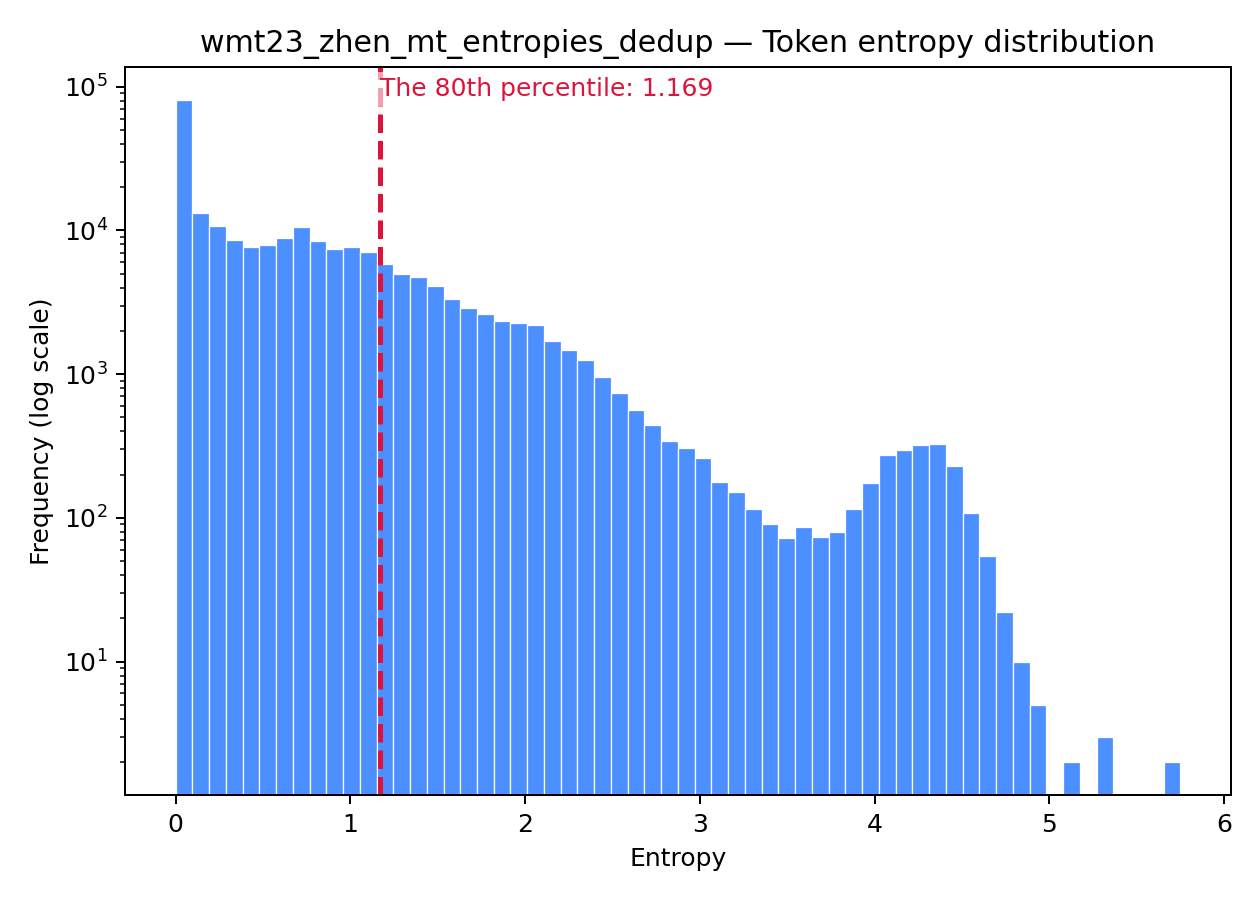 wmt23_zhen_mt_entropies_dedup — Token entropy distribution
The 80th percentile: 1.169
Frequency (log scale)
10⁵
10⁴
10³
10²
10¹
0 1 2 3 4 5 6
Entropy